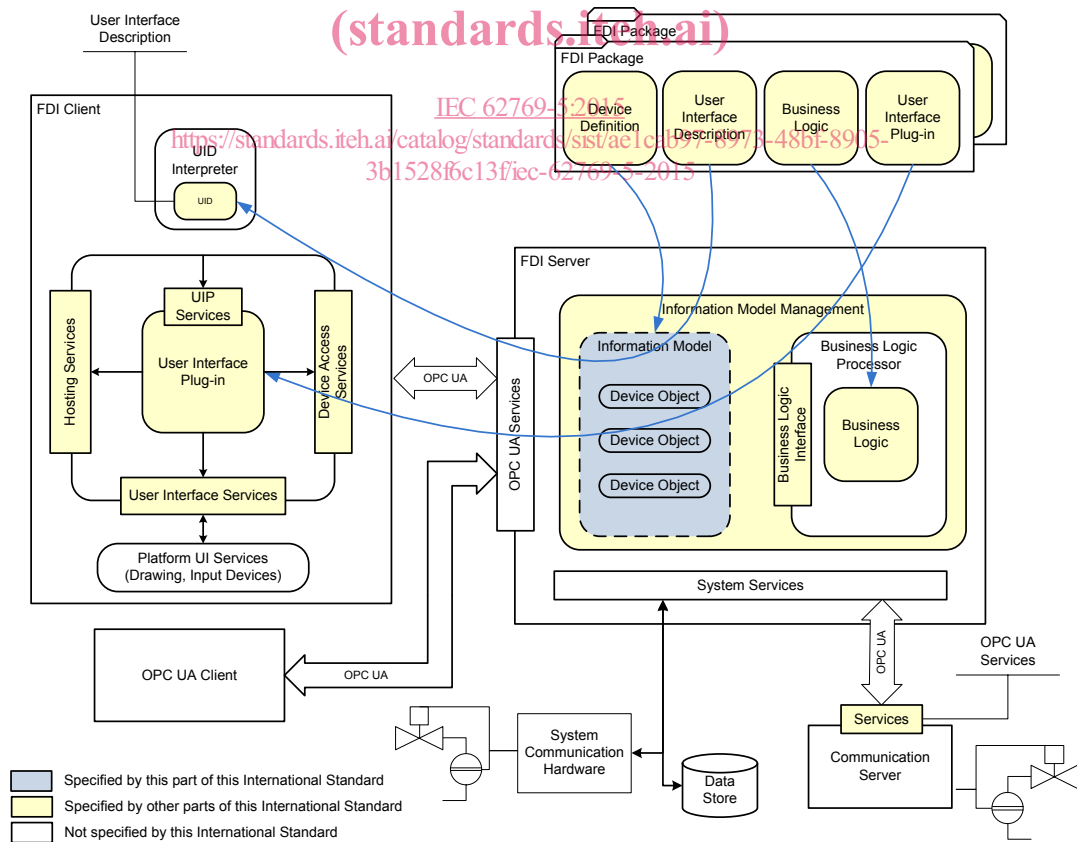 (standards.iteh.ai)
User Interface
Description
FDI Package
FDI Package
Device
Definition
User
Interface
Description
Business
Logic
User
Interface
Plug-in
IEC 62769-5:2015
https://standards.iteh.ai/catalog/standards/sist/ae1cab97-8973-48bf-8905-
3b1528f6c13f/iec-62769-5-2015
FDI Client
UID
Interpreter
UID
UIP
Services
Hosting Services
User Interface
Plug-in
Device Access
Services
User Interface Services
Platform UI Services
(Drawing, Input Devices)
OPC UA
OPC UA Services
FDI Server
Information Model Management
Information Model
Device Object
Device Object
Device Object
Business Logic
Processor
Business Logic
Interface
Business
Logic
System Services
OPC UA Client
OPC UA
OPC UA
OPC UA
Services
Services
Communication
Server
System
Communication
Hardware
Data
Store
Specified by this part of this International Standard
Specified by other parts of this International Standard
Not specified by this International Standard